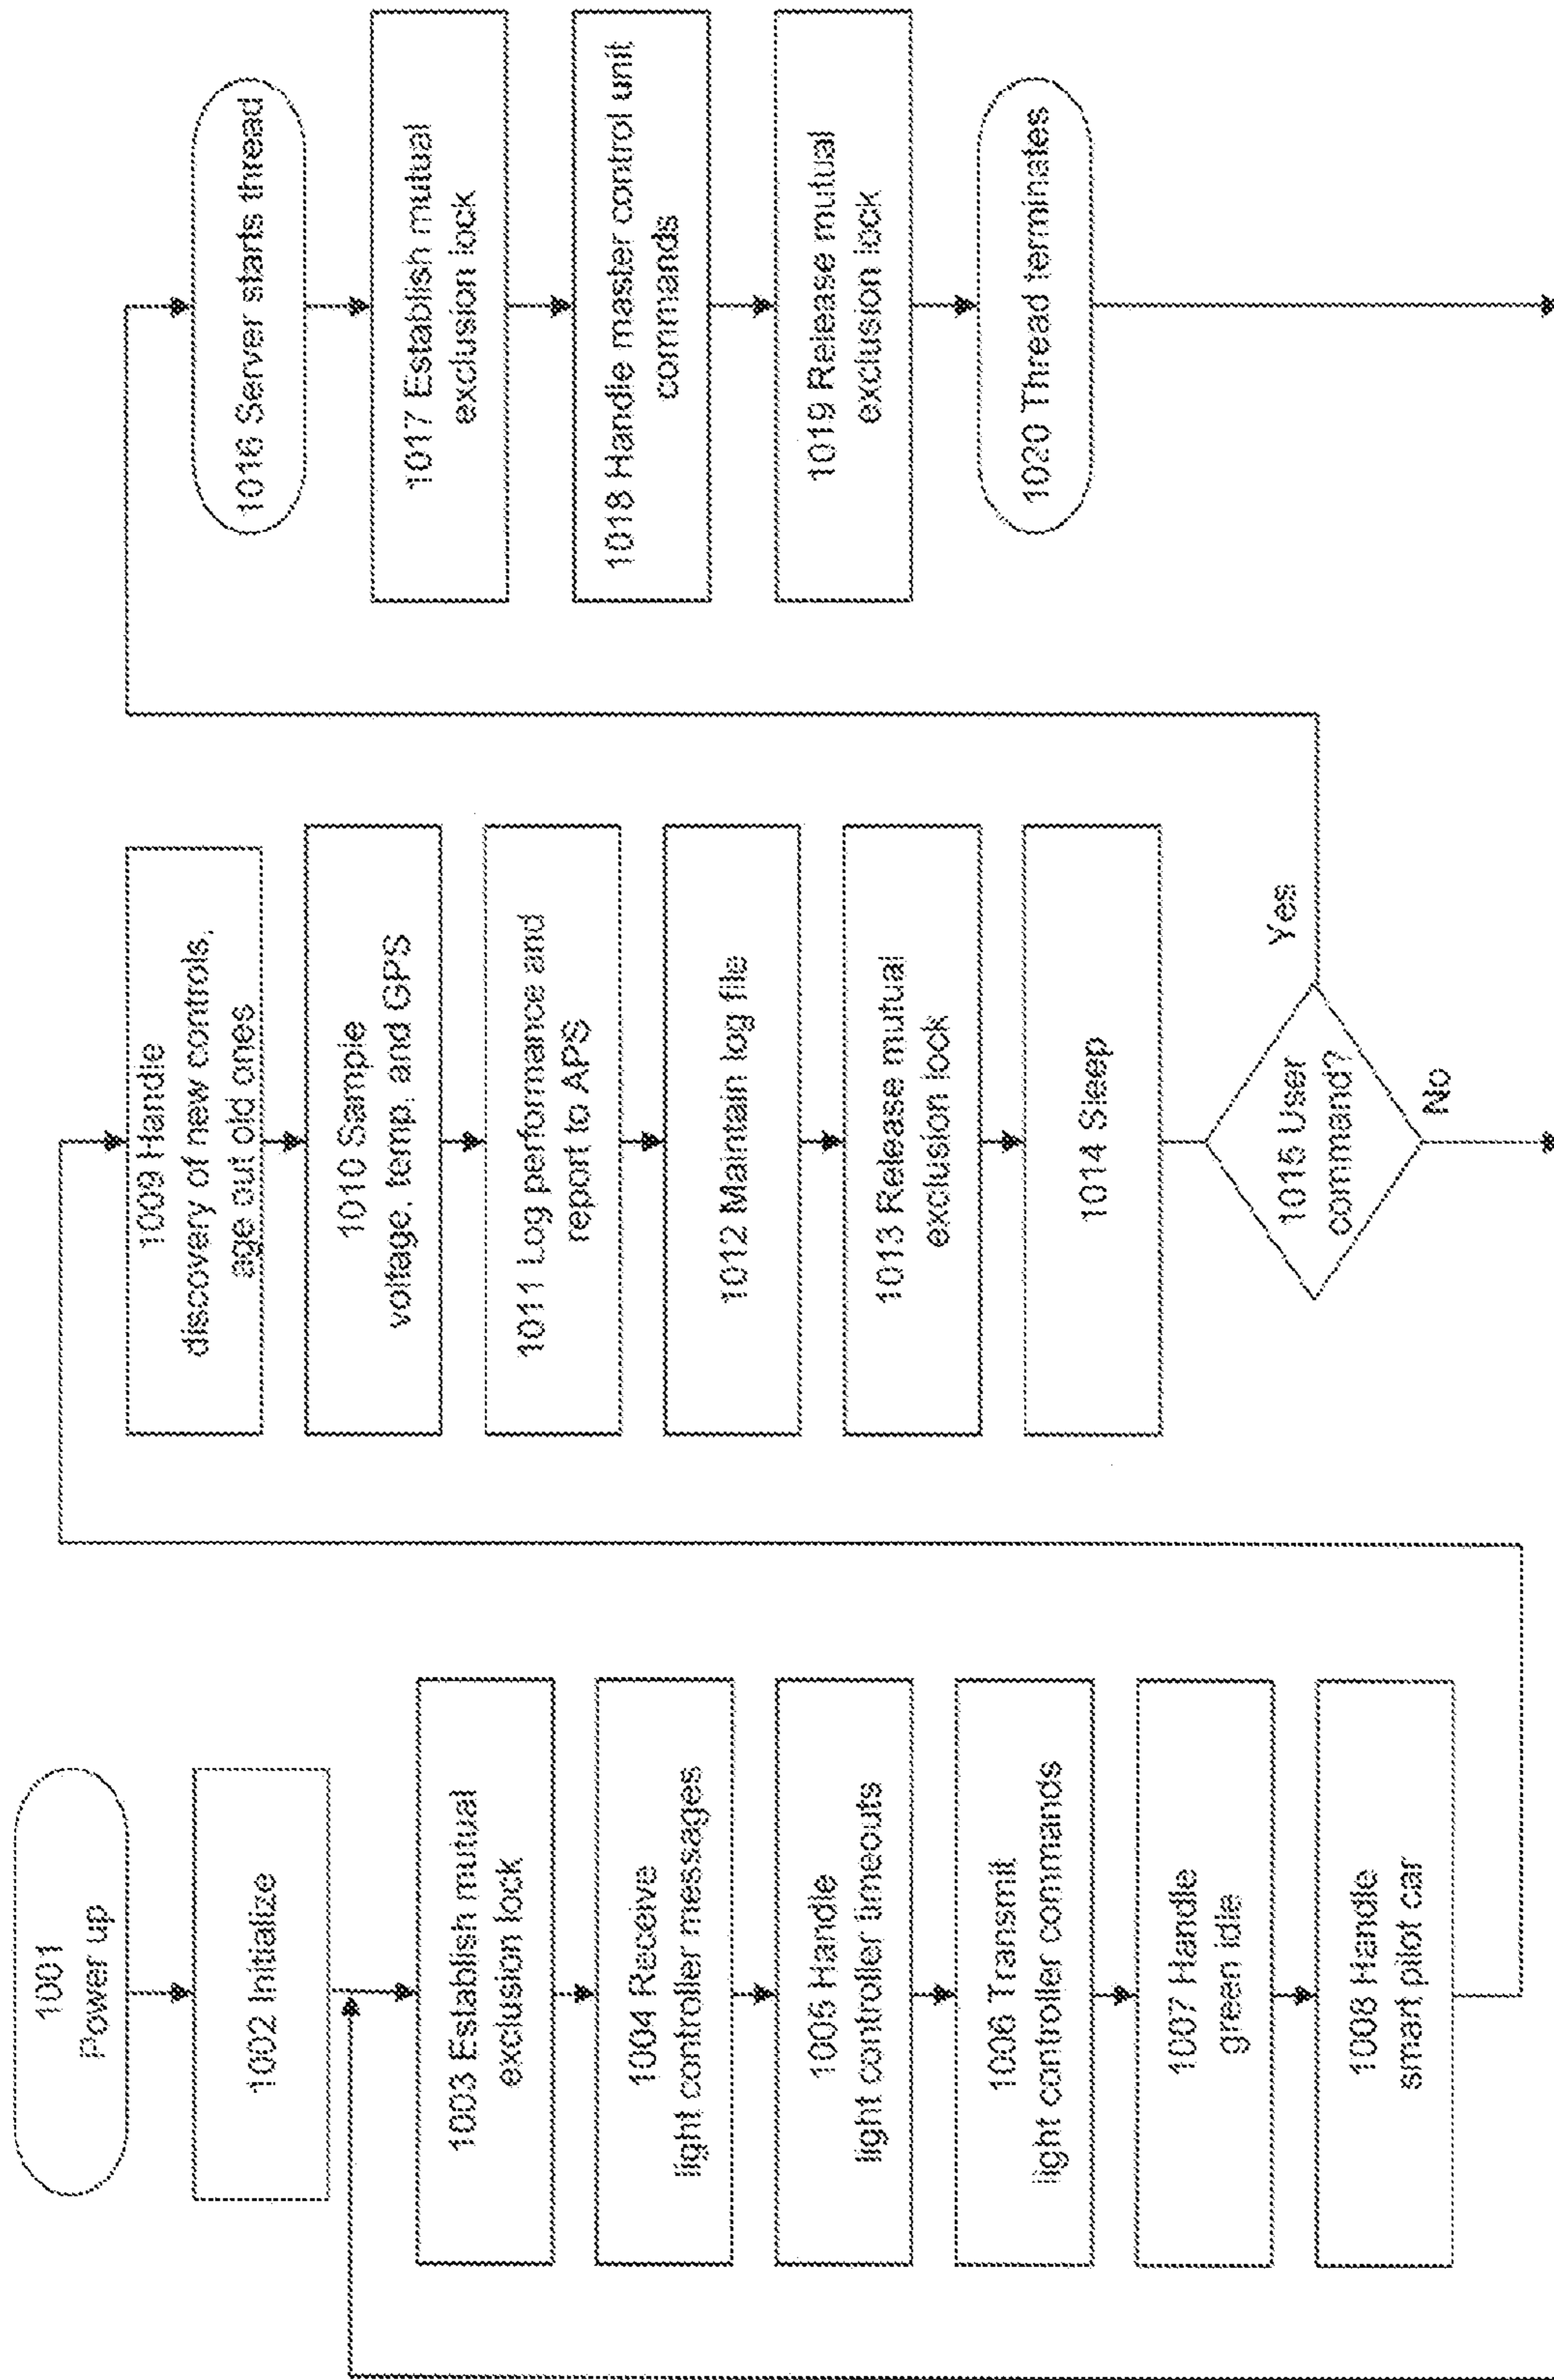 1001
Power up
1002 Initialize
1003 Establish mutual
exclusion lock
1004 Receive
light controller messages
1005 Handle
light controller timeouts
1006 Transmit
light controller commands
1007 Handle
green idle
1008 Handle
smart pilot car
1009 Handle
discovery of new controls,
age out old ones
1010 Sample
voltage, temp, and GPS
1011 Log performance and
report to APS
1012 Maintain log file
1013 Release mutual
exclusion lock
1014 Sleep
1015 User
command?
Yes
No
1016 Server starts thread
1017 Establish mutual
exclusion lock
1018 Handle master control unit
commands
1019 Release mutual
exclusion lock
1020 Thread terminates